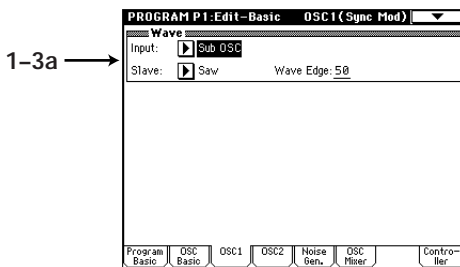 PROGRAM P1:Edit-Basic OSC1(Sync Mod)
Wave
Input: Sub OSC
1–3a
Slave: Saw Wave Edge: 50
Program Basic OSC Basic OSC1 OSC2 Noise Gen. OSC Mixer Contro-ller